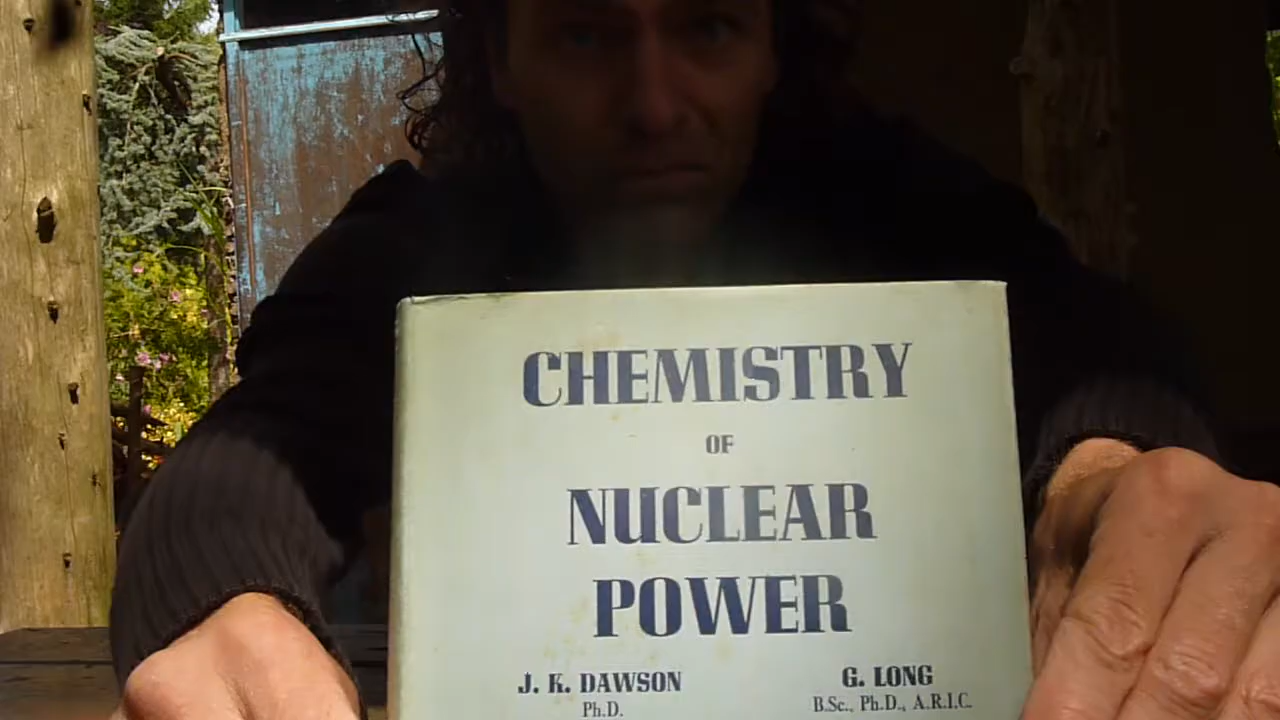 CHEMISTRY
OF
NUCLEAR
POWER
J. K. DAWSON G. LONG
Ph.D. B.Sc., Ph.D., A.R.I.C.